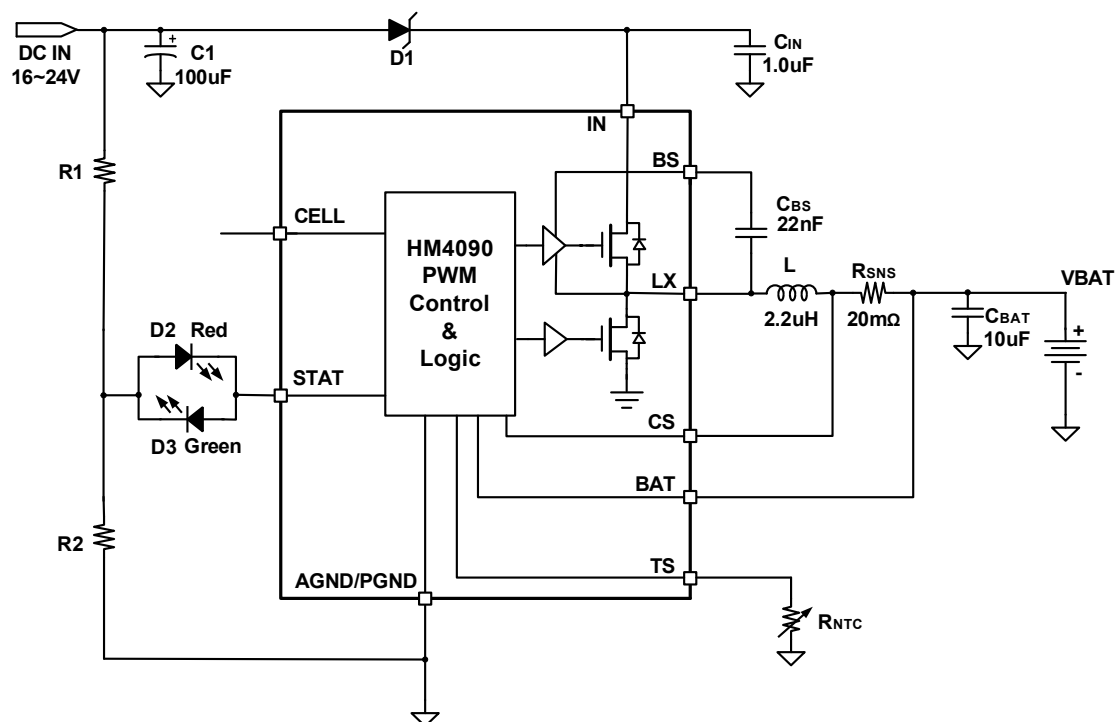 DC IN
16~24V
C1
100uF
+
D1
CIN
1.0uF
IN
BS
R1
CBS
22nF
CELL
HM4090
PWM
Control
&
Logic
LX
L
2.2uH
RSNS
20mΩ
VBAT
CBAT
10uF
+
-
D2 Red
STAT
D3 Green
CS
BAT
R2
TS
AGND/PGND
RNTC